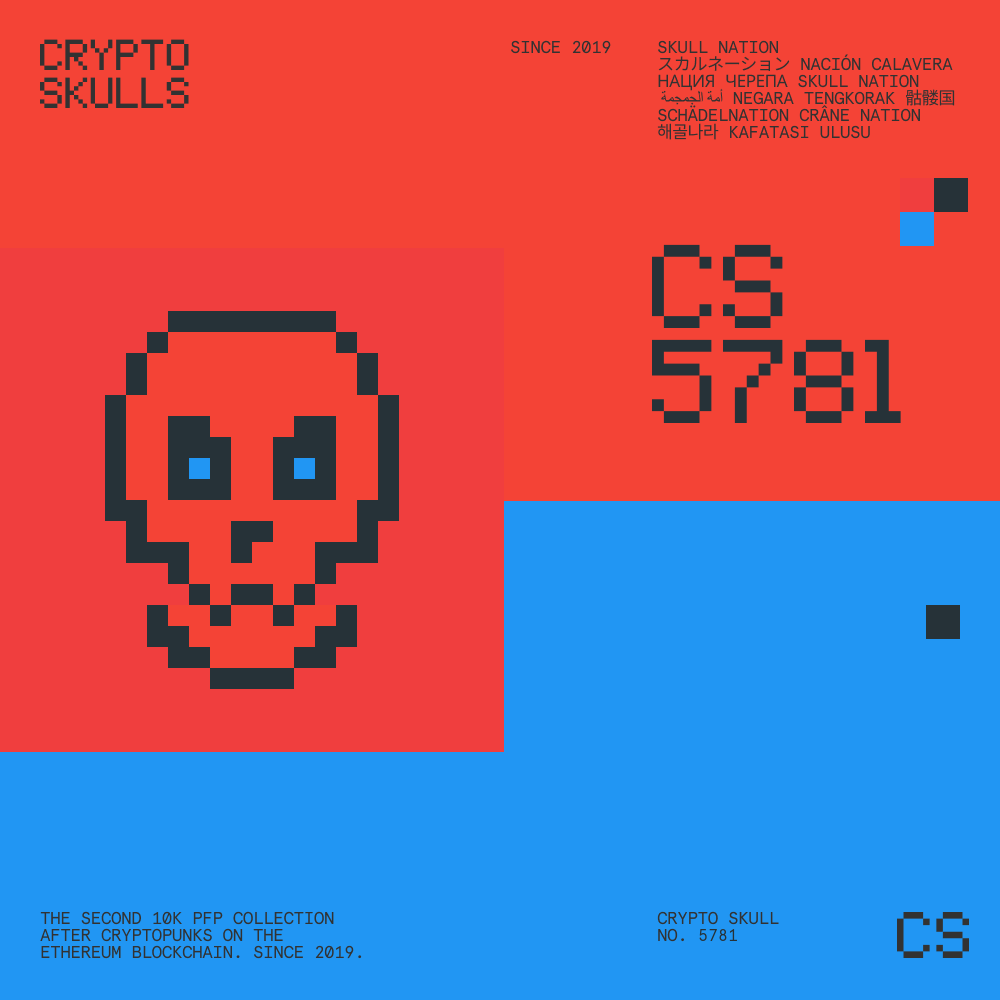 CRYPTO
SKULLS
SINCE 2019
SKULL NATION
スカルネーション NACIÓN CALAVERA
НАЦИЯ ЧЕРЕПА SKULL NATION
أمة الجمجمة NEGARA TENGKORAK 骷髅国
SCHÄDELNATION CRÂNE NATION
해골나라 KAFATASI ULUSU
CS
5781
THE SECOND 10K PFP COLLECTION
AFTER CRYPTOPUNKS ON THE
ETHEREUM BLOCKCHAIN. SINCE 2019.
CRYPTO SKULL
NO. 5781
CS